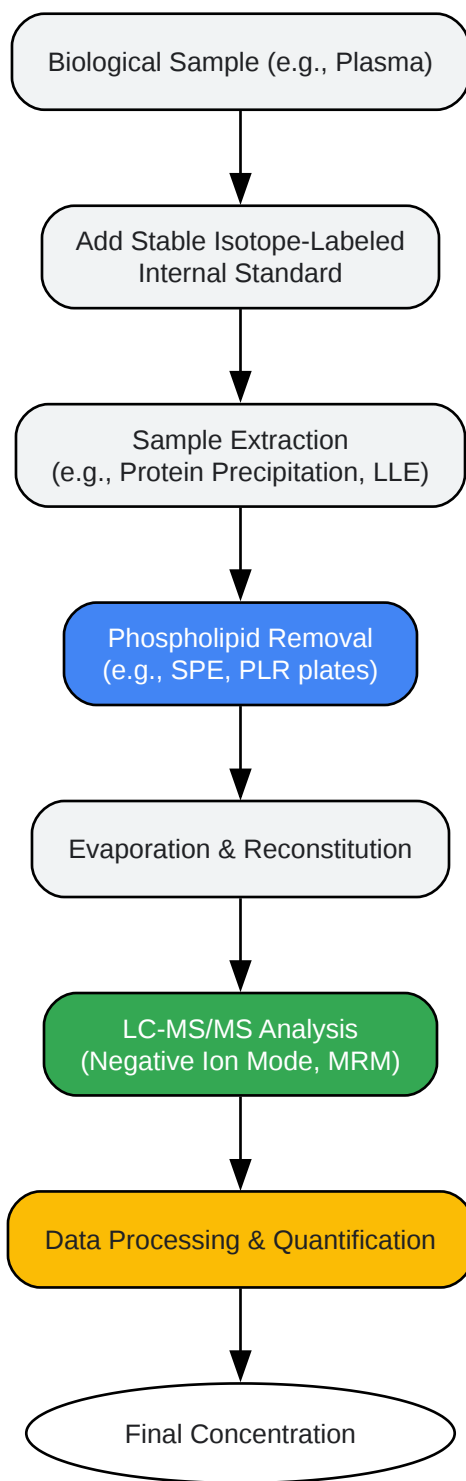 Biological Sample (e.g., Plasma)
Add Stable Isotope-Labeled
Internal Standard
Sample Extraction
(e.g., Protein Precipitation, LLE)
Phospholipid Removal
(e.g., SPE, PLR plates)
Evaporation & Reconstitution
LC-MS/MS Analysis
(Negative Ion Mode, MRM)
Data Processing & Quantification
Final Concentration